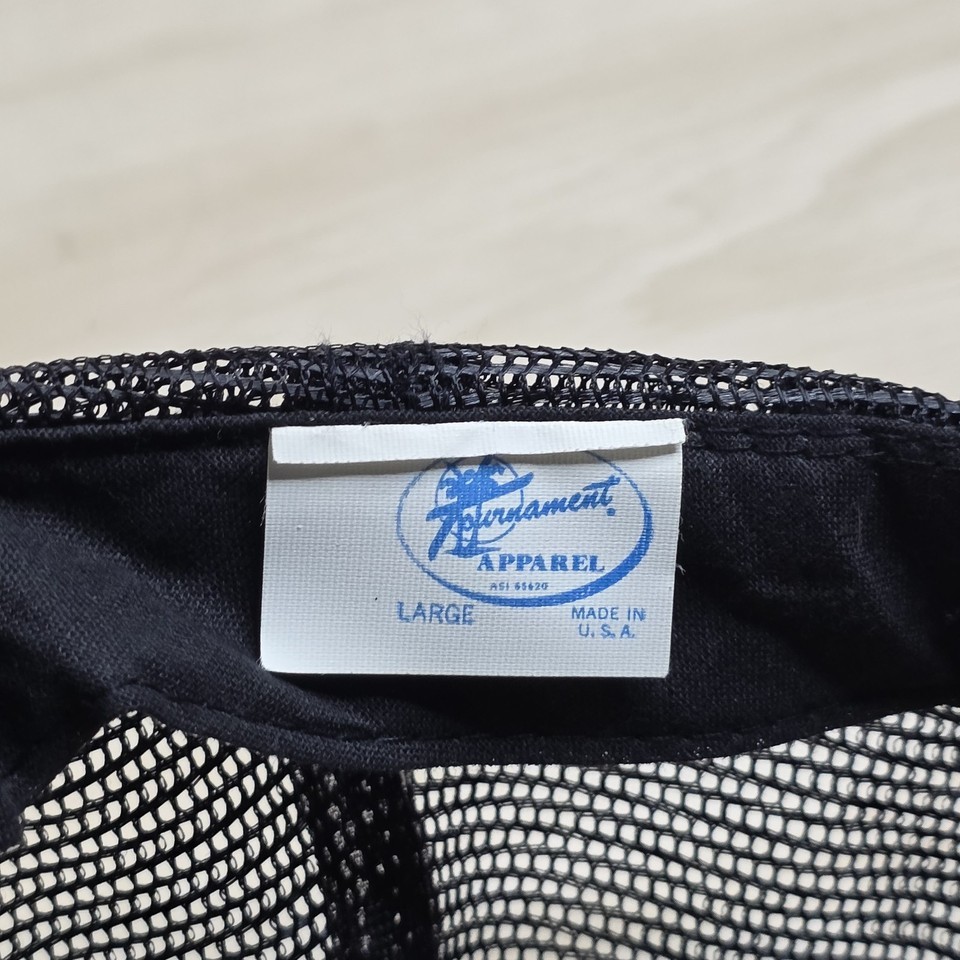 Tournament
APPAREL
ASI 65620
LARGE
MADE IN
U.S.A.